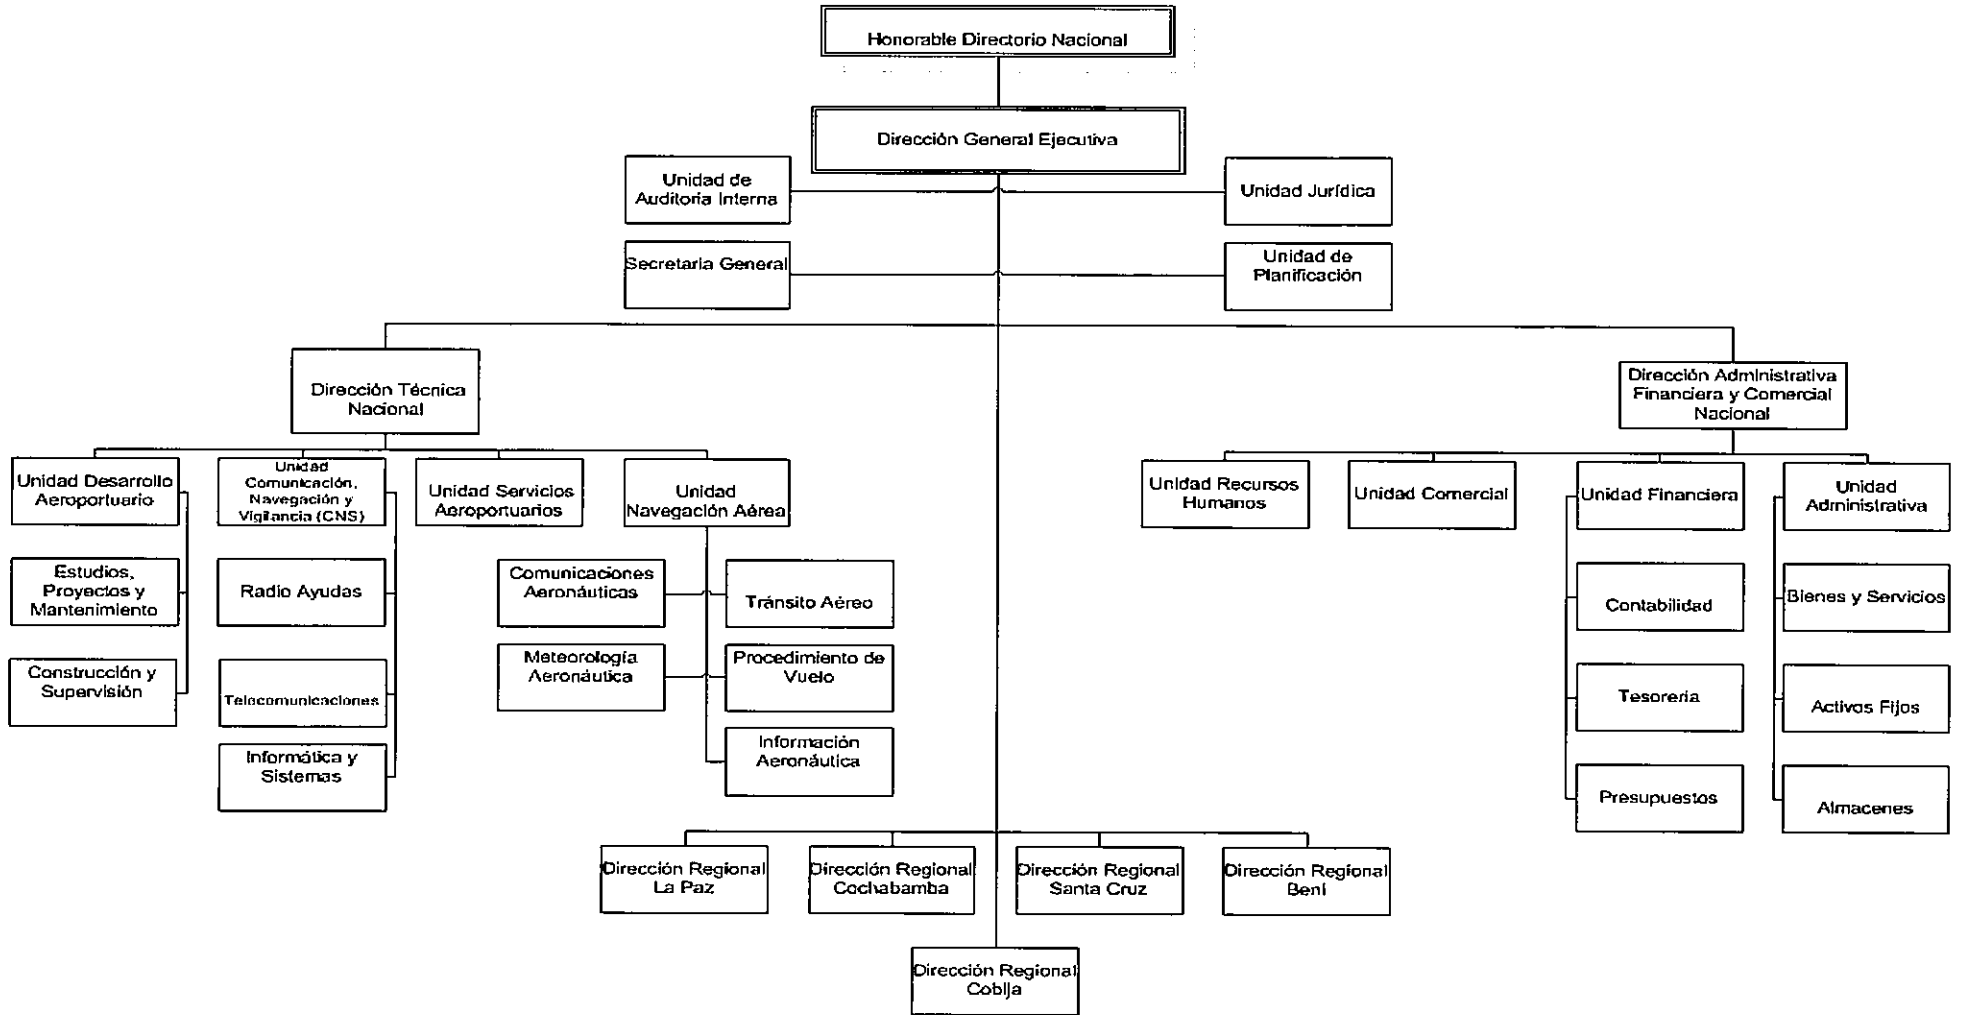 Honorable Directorio Nacional
Dirección General Ejecutiva
Unidad de
Auditoría Interna
Unidad Jurídica
Secretaria General
Unidad de
Planificación
Dirección Técnica
Nacional
Dirección Administrativa
Financiera y Comercial
Nacional
Unidad Desarrollo
Aeroportuario
Unidad
Comunicación,
Navegación y
Vigilancia (CNS)
Unidad Servicios
Aeroportuarios
Unidad
Navegación Aérea
Unidad Recursos
Humanos
Unidad Comercial
Unidad Financiera
Unidad
Administrativa
Estudios,
Proyectos y
Mantenimiento
Radio Ayudas
Comunicaciones
Aeronáuticas
Tránsito Aéreo
Contabilidad
Bienes y Servicios
Construcción y
Supervisión
Telecomunicaciones
Meteorología
Aeronáutica
Procedimiento de
Vuelo
Tesorería
Activos Fijos
Informática y
Sistemas
Información
Aeronáutica
Presupuestos
Almacenes
Dirección Regional
La Paz
Dirección Regional
Cochabamba
Dirección Regional
Santa Cruz
Dirección Regional
Beni
Dirección Regional
Cobija